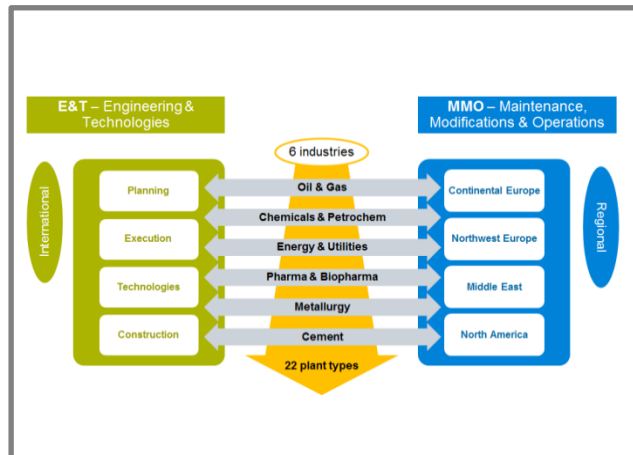 E&T – Engineering &
Technologies
MMO – Maintenance,
Modifications & Operations
6 industries
International
Planning
Execution
Technologies
Construction
Oil & Gas
Chemicals & Petrochem
Energy & Utilities
Pharma & Biopharma
Metallurgy
Cement
22 plant types
Continental Europe
Northwest Europe
Middle East
North America
Regional